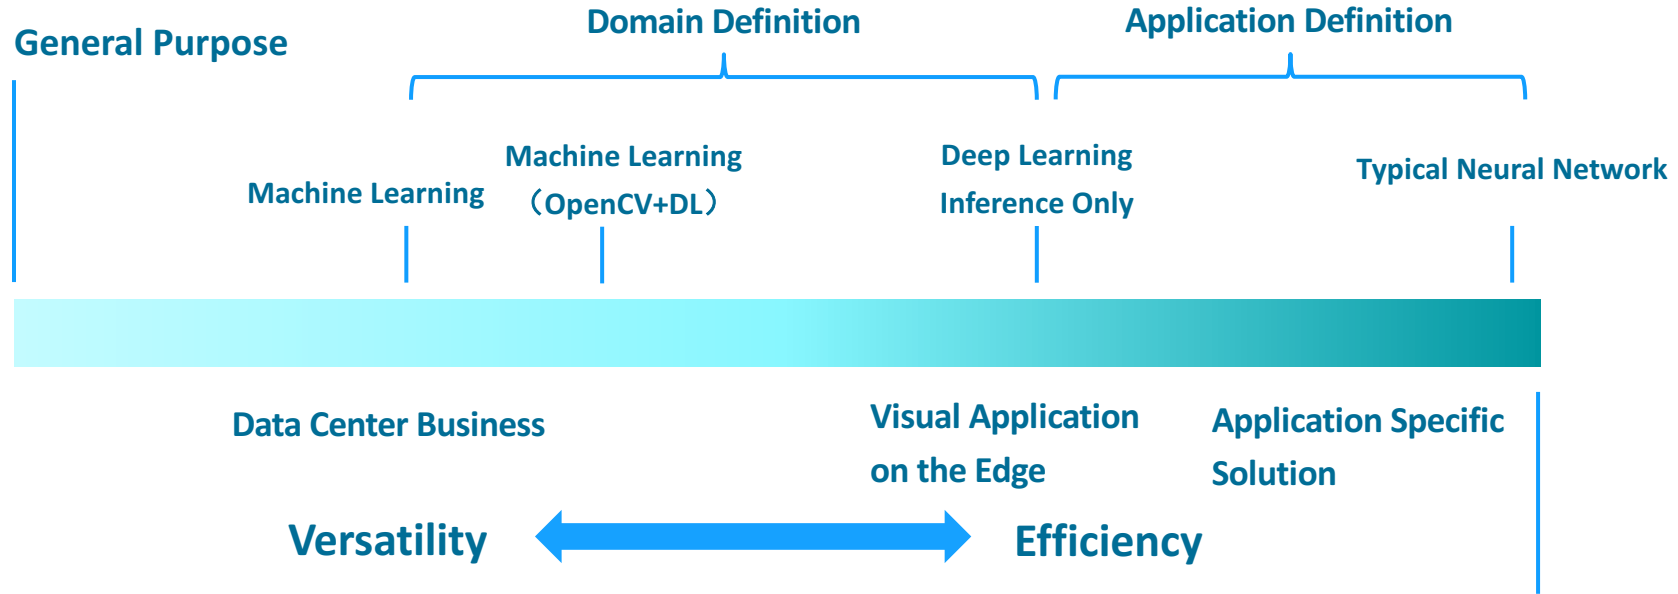 General Purpose
Domain Definition
Application Definition
Machine Learning
Machine Learning
（OpenCV+DL）
Deep Learning
Inference Only
Typical Neural Network
Data Center Business
Visual Application
on the Edge
Application Specific
Solution
Versatility
Efficiency